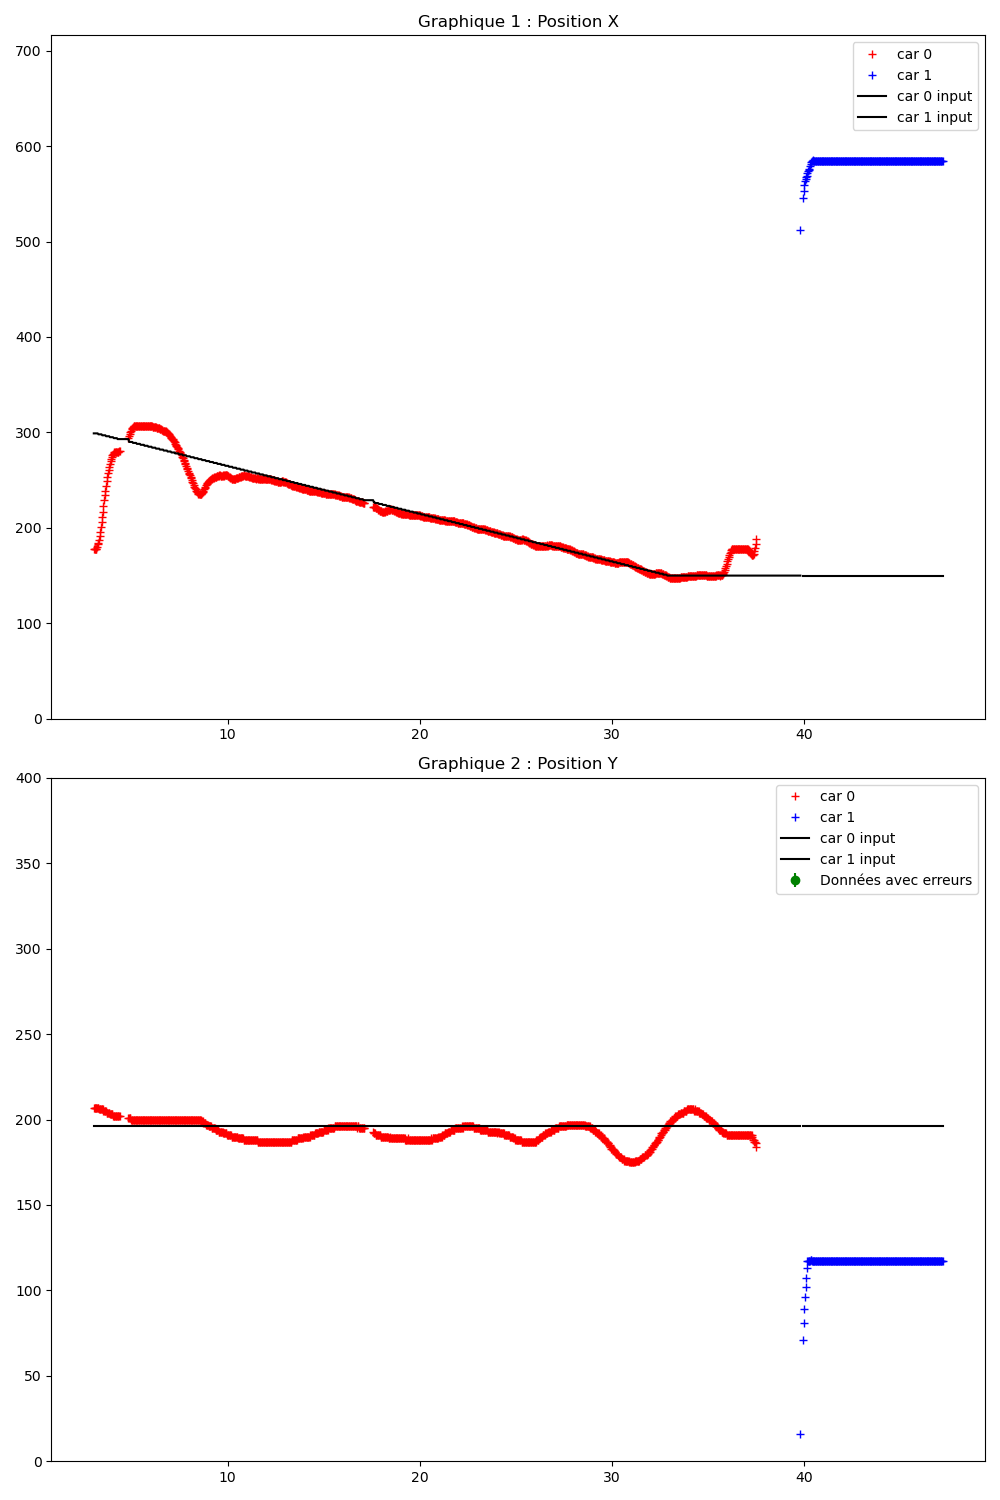 Graphique 1 : Position X
700
600
500
400
300
200
100
0
10
20
30
40
car 0
car 1
car 0 input
car 1 input
Graphique 2 : Position Y
400
350
300
250
200
150
100
50
0
10
20
30
40
car 0
car 1
car 0 input
car 1 input
Données avec erreurs